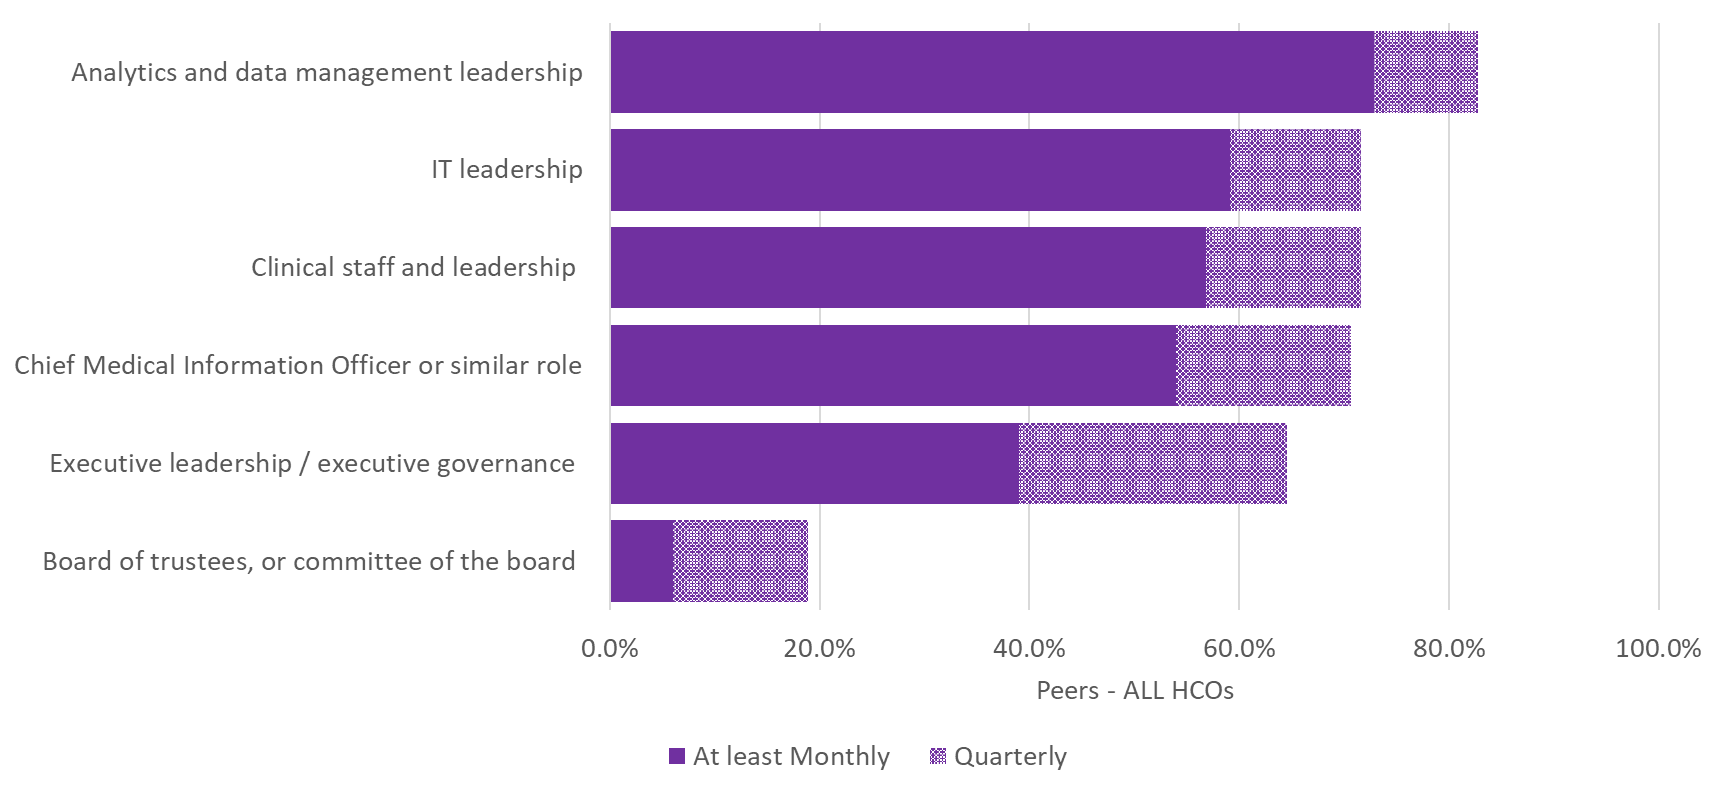 Analytics and data management leadership
IT leadership
Clinical staff and leadership
Chief Medical Information Officer or similar role
Executive leadership / executive governance
Board of trustees, or committee of the board
0.0% 20.0% 40.0% 60.0% 80.0% 100.0%
Peers - ALL HCOs
At least Monthly Quarterly